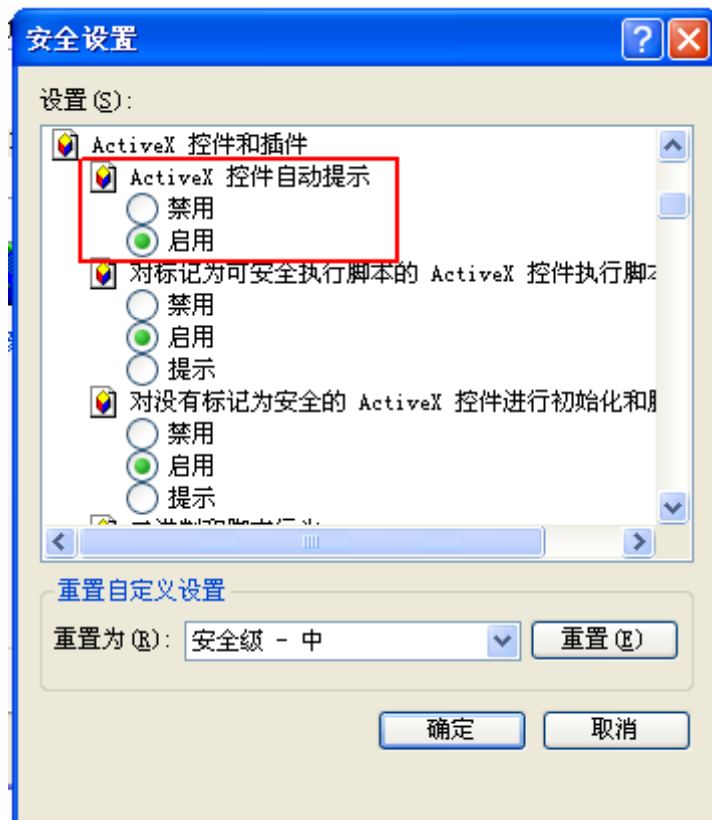 安全设置
设置(S):
ActiveX 控件和插件
ActiveX 控件自动提示
禁用
启用
对标记为可安全执行脚本的 ActiveX 控件执行脚
禁用
启用
提示
对没有标记为安全的 ActiveX 控件进行初始化和
禁用
启用
提示
重置自定义设置
重置为(R): 安全级 - 中 重置(E)
确定 取消